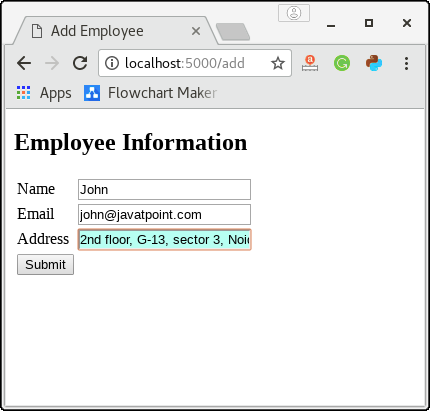 Add Employee
localhost:5000/add
Apps Flowchart Maker
Employee Information
Name John
Email john@javatpoint.com
Address 2nd floor, G-13, sector 3, Noid
Submit